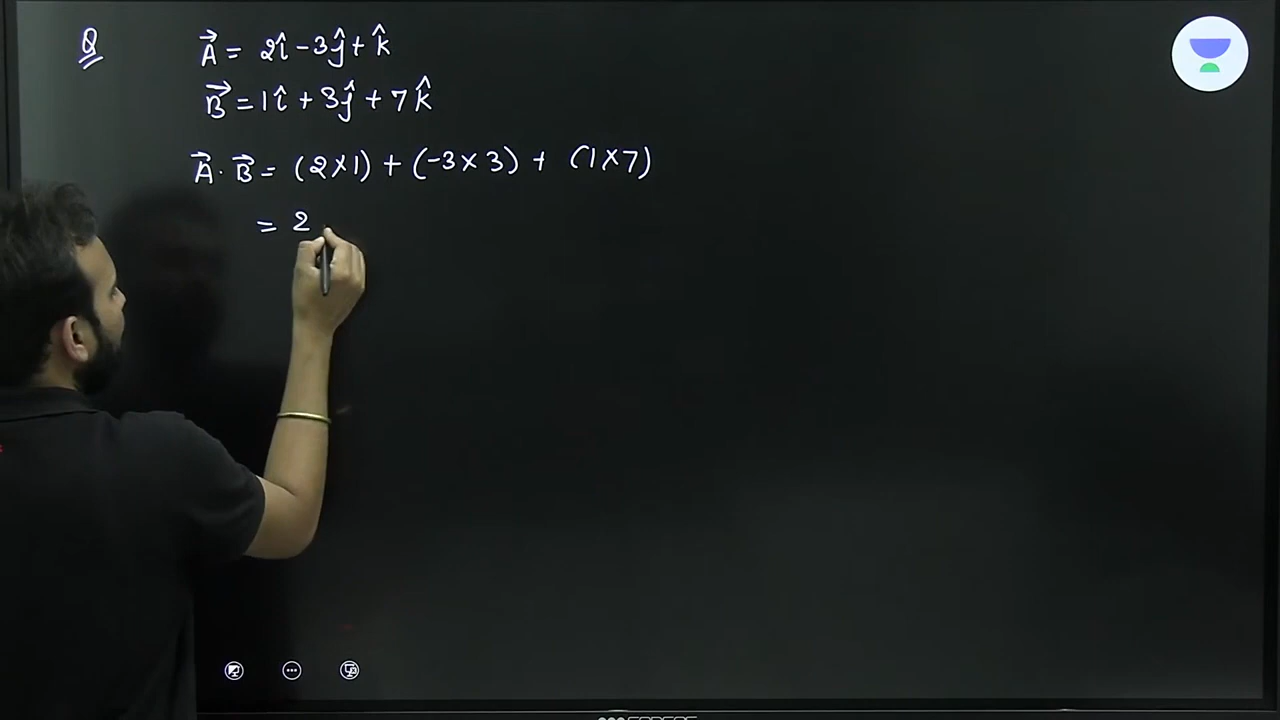 Q
A⃗ = 2î - 3ĵ + k̂
B⃗ = 1î + 3ĵ + 7k̂
A⃗ · B⃗ = (2×1) + (-3×3) + (1×7)
= 2